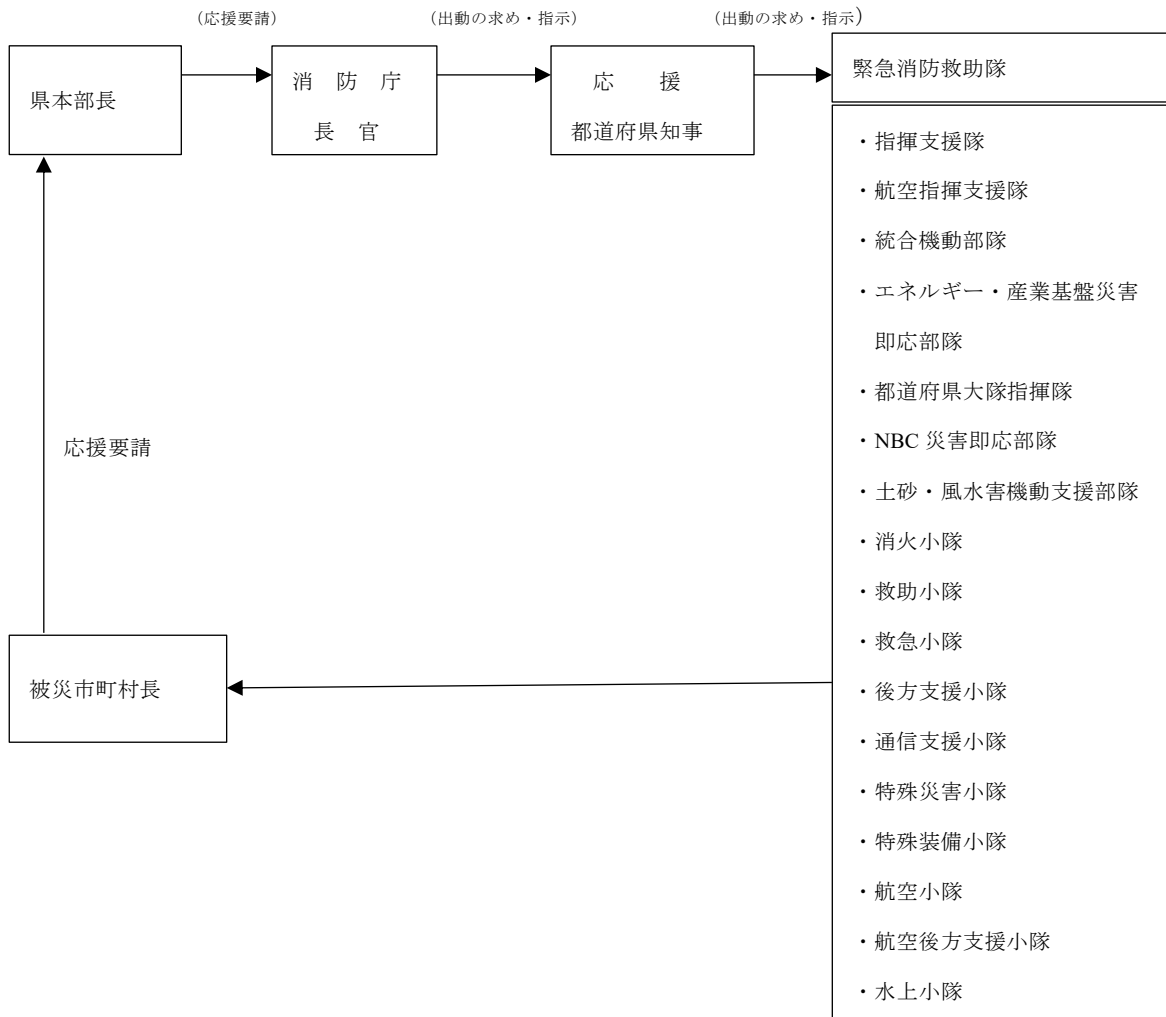 (応援要請)
(出動の求め・指示)
(出動の求め・指示)
県本部長
消 防 庁
長 官
応 援
都道府県知事
緊急消防救助隊
・指揮支援隊
・航空指揮支援隊
・統合機動部隊
・エネルギー・産業基盤災害
即応部隊
・都道府県大隊指揮隊
・NBC 災害即応部隊
・土砂・風水害機動支援部隊
・消火小隊
・救助小隊
・救急小隊
・後方支援小隊
・通信支援小隊
・特殊災害小隊
・特殊装備小隊
・航空小隊
・航空後方支援小隊
・水上小隊
応援要請
被災市町村長